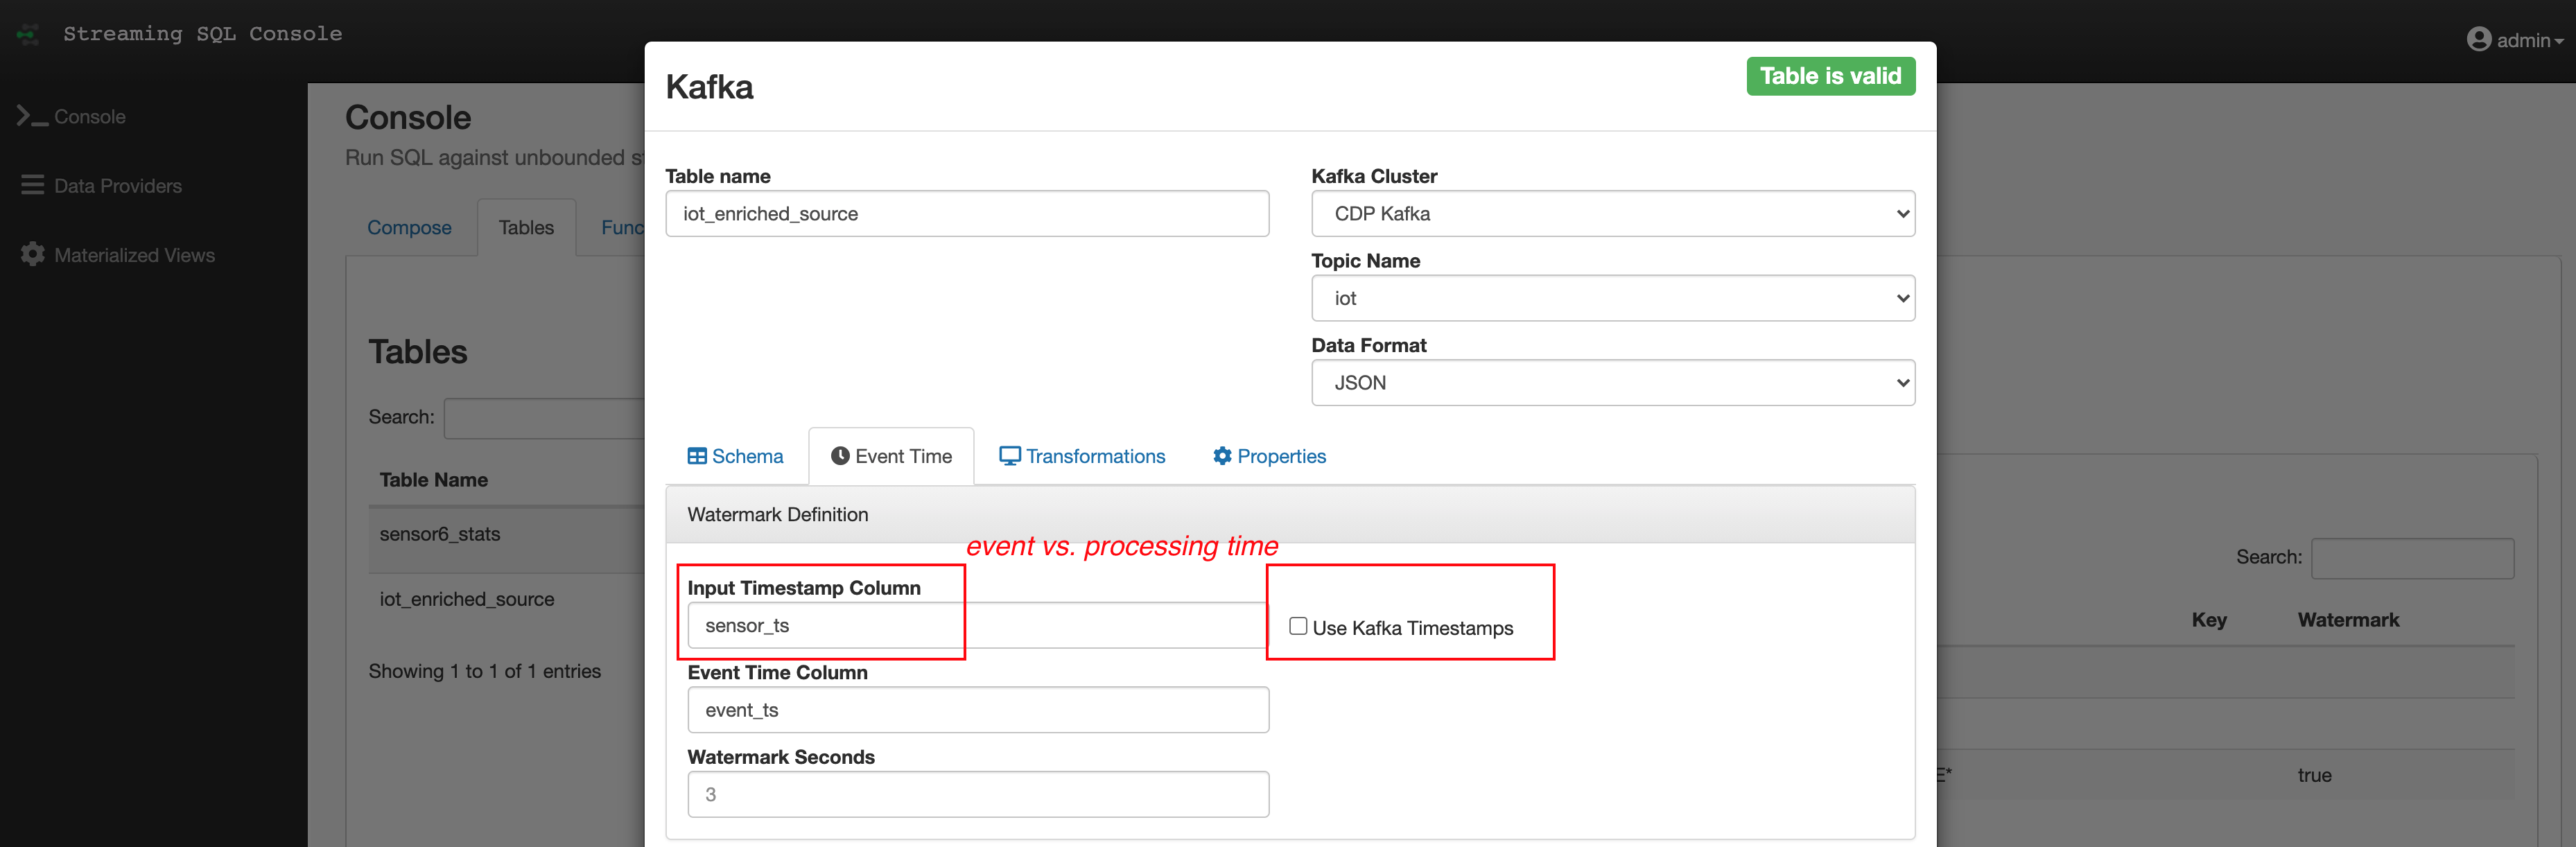 Streaming SQL Console
admin
Console
Data Providers
Materialized Views
Console
Run SQL against unbounded
Compose
Tables
Tables
Search:
Table Name
sensor6_stats
iot_enriched_source
Showing 1 to 1 of 1 entries
Kafka
Table is valid
Table name
iot_enriched_source
Kafka Cluster
CDP Kafka
Topic Name
iot
Data Format
JSON
Schema
Event Time
Transformations
Properties
Watermark Definition
event vs. processing time
Input Timestamp Column
sensor_ts
Use Kafka Timestamps
Event Time Column
event_ts
Watermark Seconds
3
Search:
Key
Watermark
true